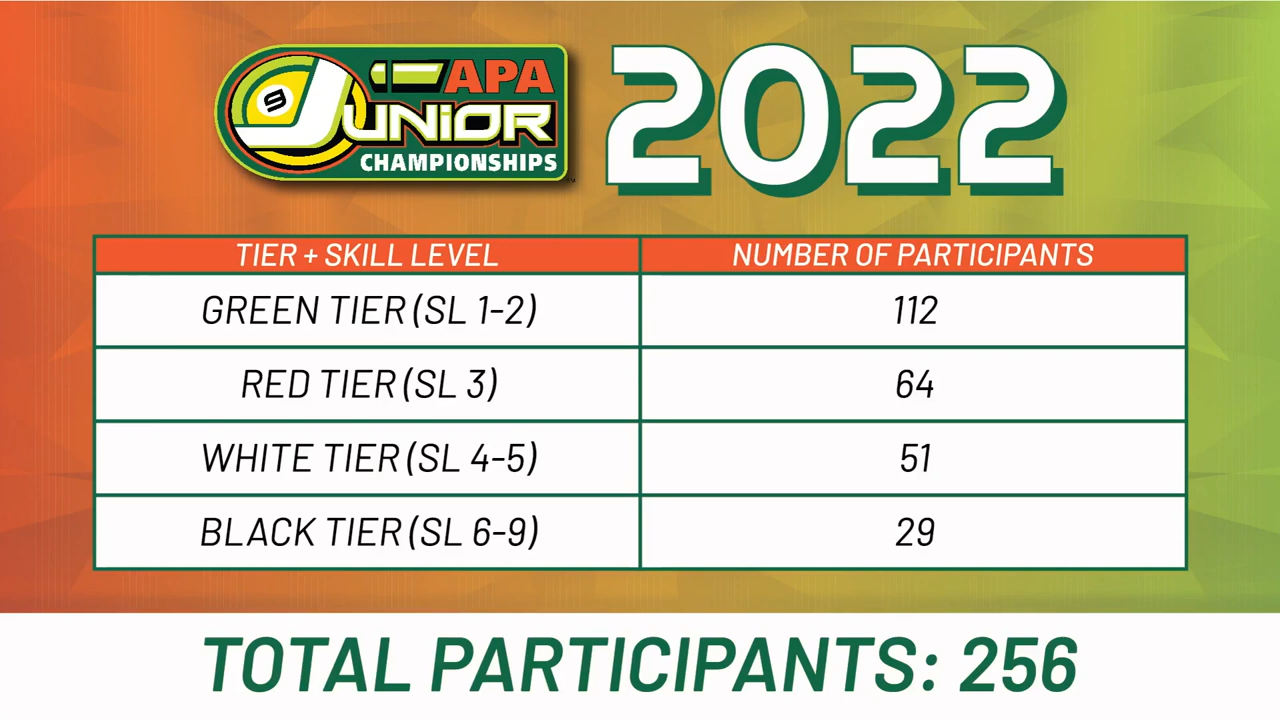 9 JUNIOR APA
CHAMPIONSHIPS
2022
TIER + SKILL LEVEL NUMBER OF PARTICIPANTS
GREEN TIER (SL 1-2) 112
RED TIER (SL 3) 64
WHITE TIER (SL 4-5) 51
BLACK TIER (SL 6-9) 29
TOTAL PARTICIPANTS: 256